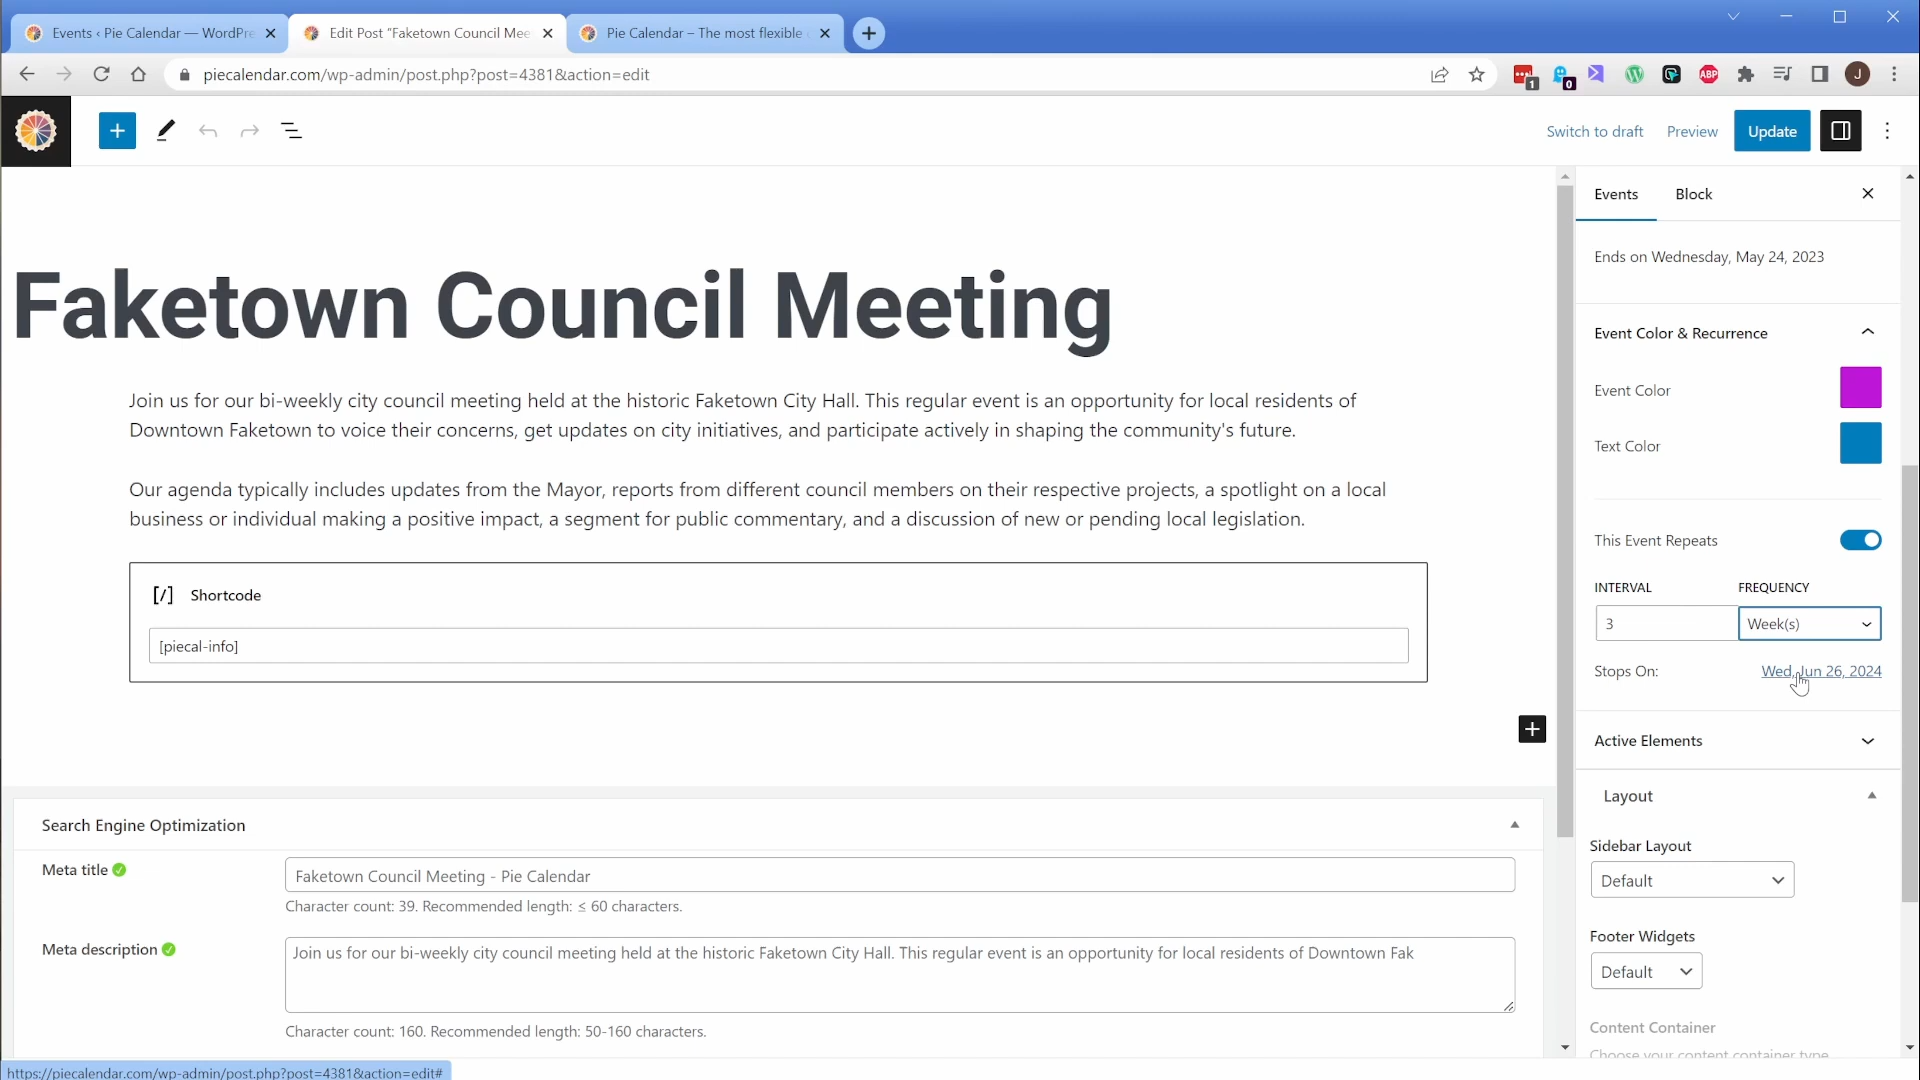 Events ‹ Pie Calendar — WordPre
Edit Post "Faketown Council Mee
Pie Calendar – The most flexible
piecalendar.com/wp-admin/post.php?post=4381&action=edit
1
0
ABP
J
Switch to draft
Preview
Update
Events
Block
Ends on Wednesday, May 24, 2023
Faketown Council Meeting
Join us for our bi-weekly city council meeting held at the historic Faketown City Hall. This regular event is an opportunity for local residents of
Downtown Faketown to voice their concerns, get updates on city initiatives, and participate actively in shaping the community's future.
Our agenda typically includes updates from the Mayor, reports from different council members on their respective projects, a spotlight on a local
business or individual making a positive impact, a segment for public commentary, and a discussion of new or pending local legislation.
[/] Shortcode
[piecal-info]
Event Color & Recurrence
Event Color
Text Color
This Event Repeats
INTERVAL
FREQUENCY
3
Week(s)
Stops On:
Wed, Jun 26, 2024
Active Elements
Layout
Sidebar Layout
Default
Footer Widgets
Default
Content Container
Choose your content container type
Search Engine Optimization
Meta title
Faketown Council Meeting - Pie Calendar
Character count: 39. Recommended length: ≤ 60 characters.
Meta description
Join us for our bi-weekly city council meeting held at the historic Faketown City Hall. This regular event is an opportunity for local residents of Downtown Fak
Character count: 160. Recommended length: 50-160 characters.
https://piecalendar.com/wp-admin/post.php?post=4381&action=edit#